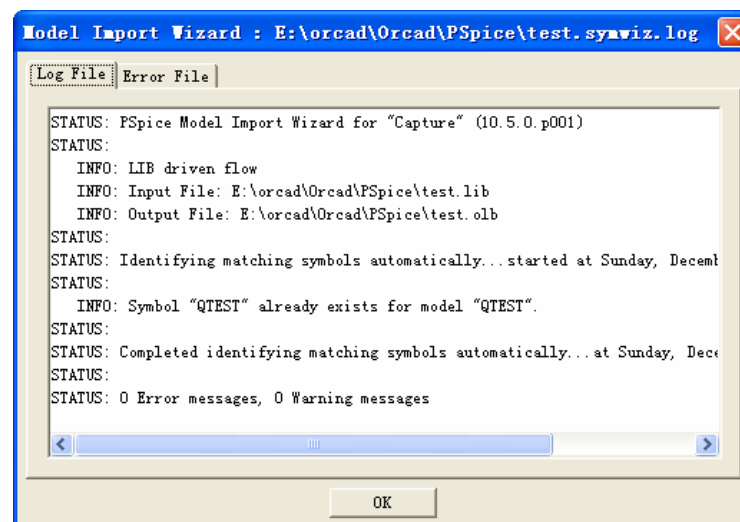 Model Import Wizard : E:\orcad\Orcad\PSpice\test.symwiz.log
Log File Error File
STATUS: PSpice Model Import Wizard for "Capture" (10.5.0.p001)
STATUS:
INFO: LIB driven flow
INFO: Input File: E:\orcad\Orcad\PSpice\test.lib
INFO: Output File: E:\orcad\Orcad\PSpice\test.olb
STATUS:
STATUS: Identifying matching symbols automatically...started at Sunday, Decem
STATUS:
INFO: Symbol "QTEST" already exists for model "QTEST".
STATUS:
STATUS: Completed identifying matching symbols automatically...at Sunday, Dece
STATUS:
STATUS: 0 Error messages, 0 Warning messages
OK